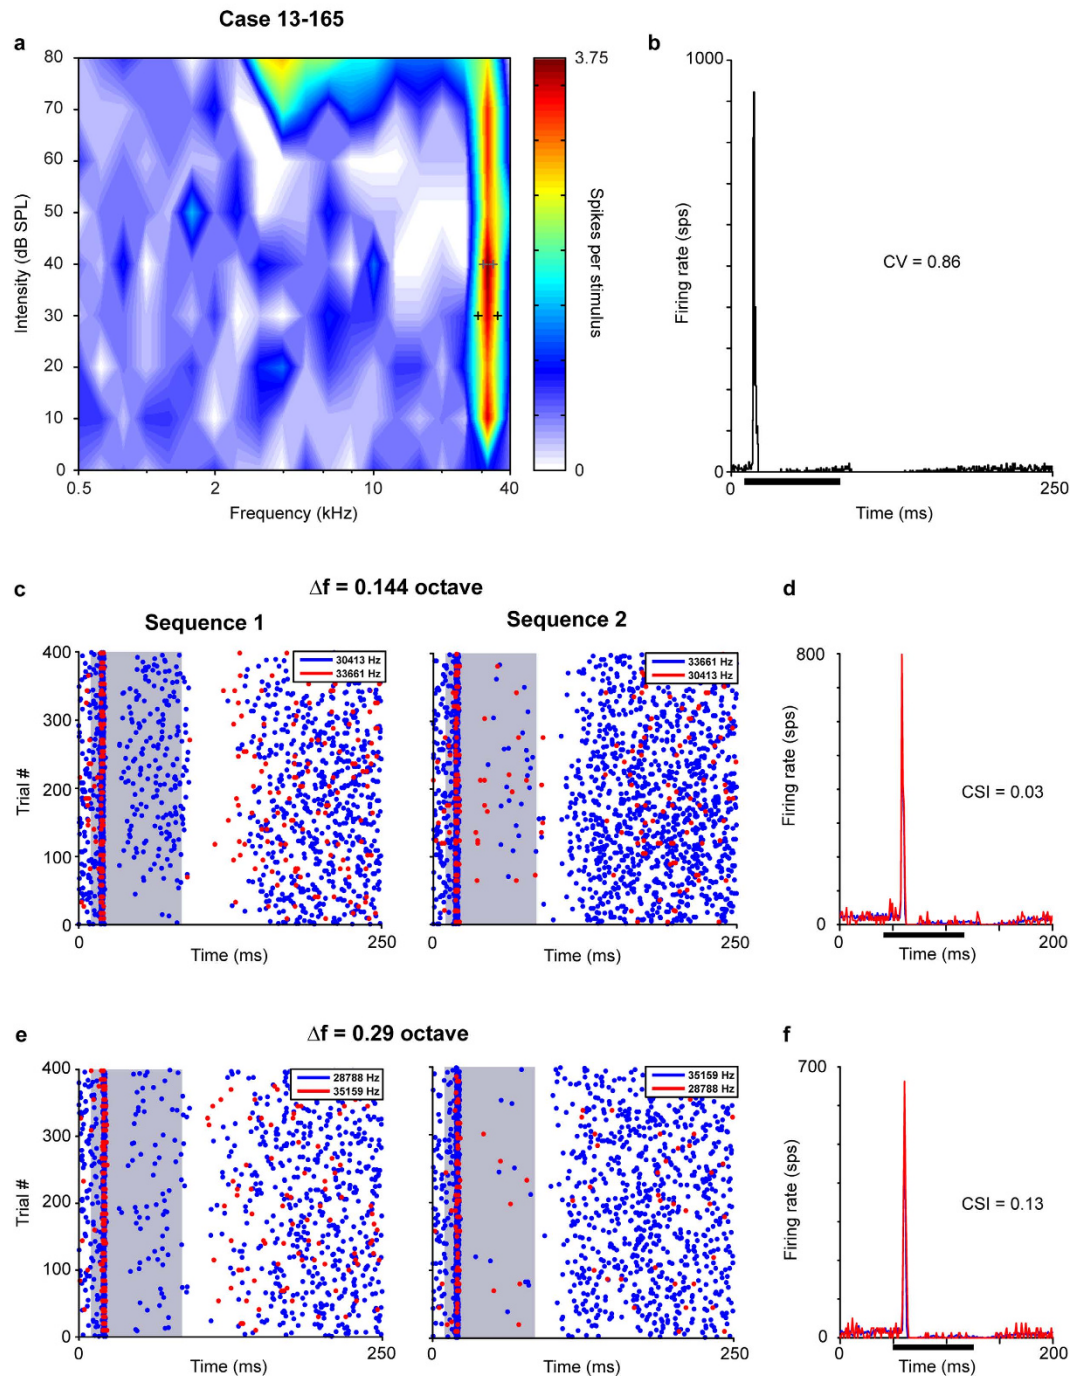 Case 13-165
a
Intensity (dB SPL)
80
70
60
50
40
30
20
10
0
0.5
2
10
40
Frequency (kHz)
3.75
0
Spikes per stimulus
b
Firing rate (sps)
1000
0
CV = 0.86
0
250
Time (ms)
c
Δf = 0.144 octave
Sequence 1
Trial #
400
300
200
100
0
30413 Hz
33661 Hz
0
250
Time (ms)
Sequence 2
33661 Hz
30413 Hz
0
250
Time (ms)
d
Firing rate (sps)
800
0
CSI = 0.03
0
200
Time (ms)
e
Δf = 0.29 octave
Trial #
400
300
200
100
0
28788 Hz
35159 Hz
0
250
Time (ms)
35159 Hz
28788 Hz
0
250
Time (ms)
f
Firing rate (sps)
700
0
CSI = 0.13
0
200
Time (ms)